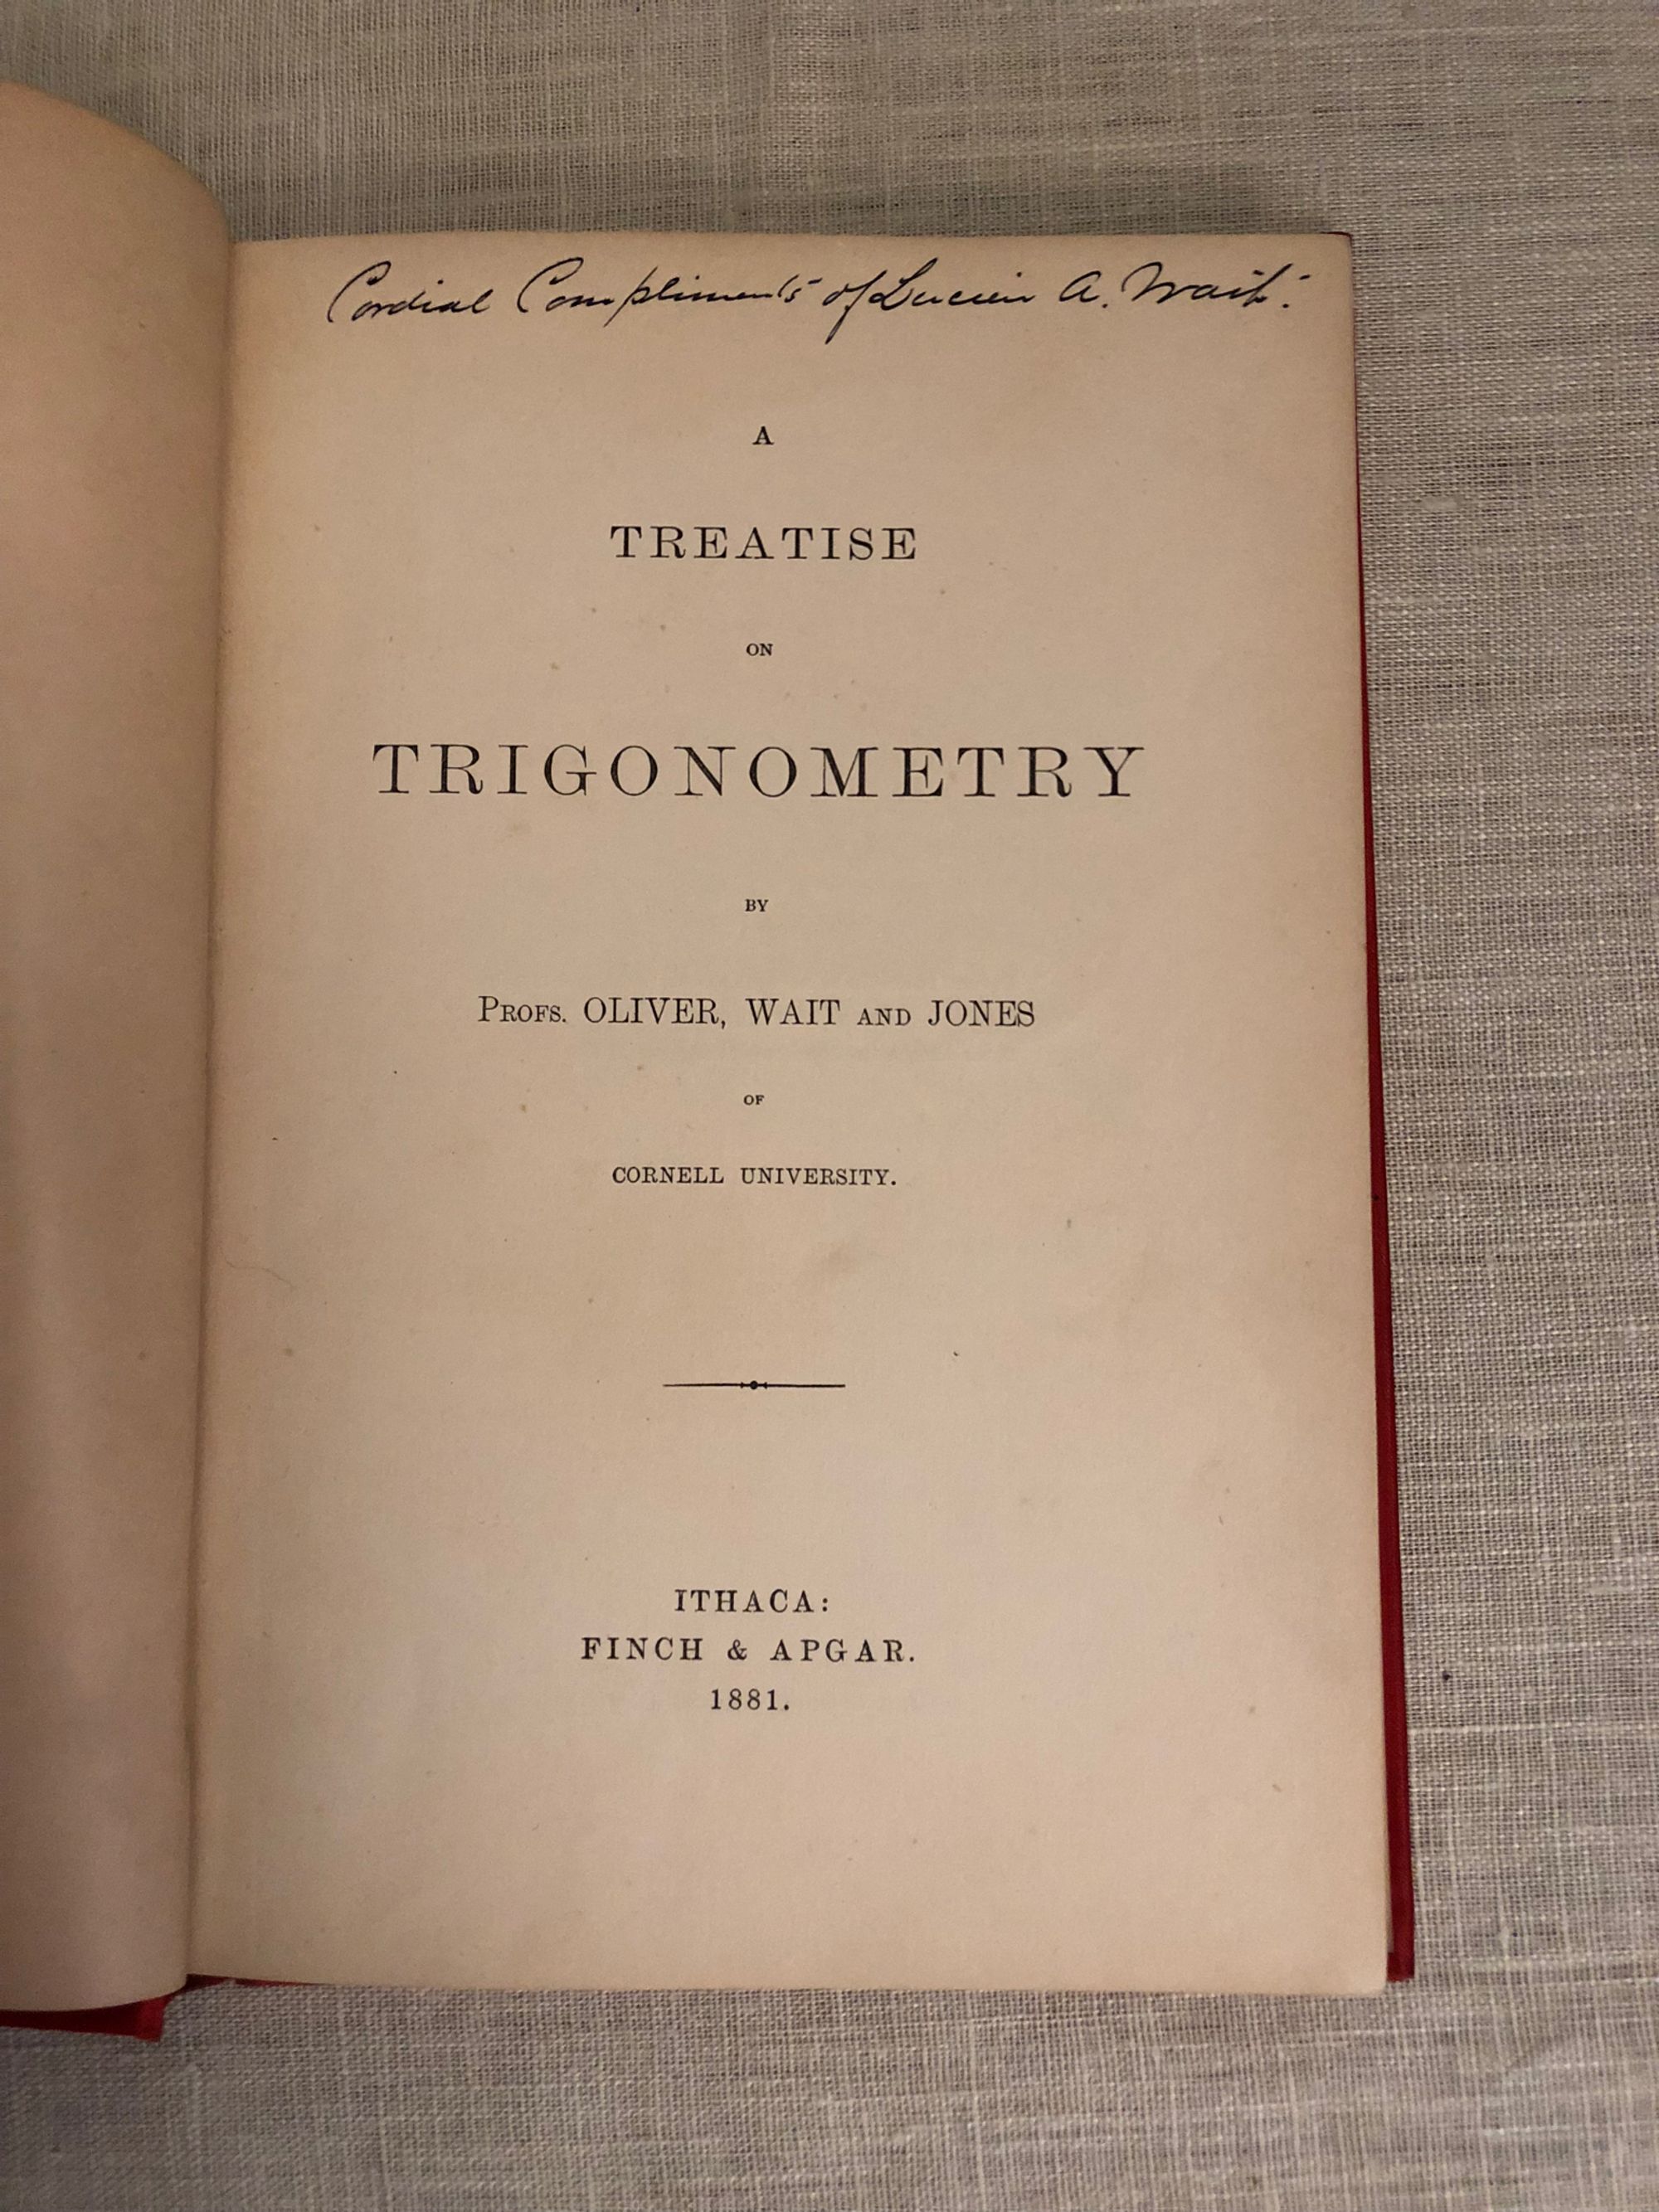 Cordial Compliments of Lucien A. Wait.
A
TREATISE
ON
TRIGONOMETRY
BY
PROFS. OLIVER, WAIT AND JONES
OF
CORNELL UNIVERSITY.
ITHACA:
FINCH & APGAR.
1881.